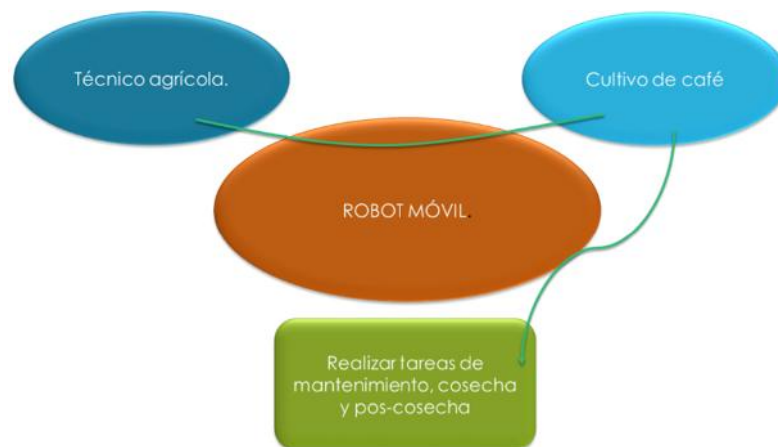 Técnico agrícola.
Cultivo de café
ROBOT MÓVIL.
Realizar tareas de
mantenimiento, cosecha
y pos-cosecha